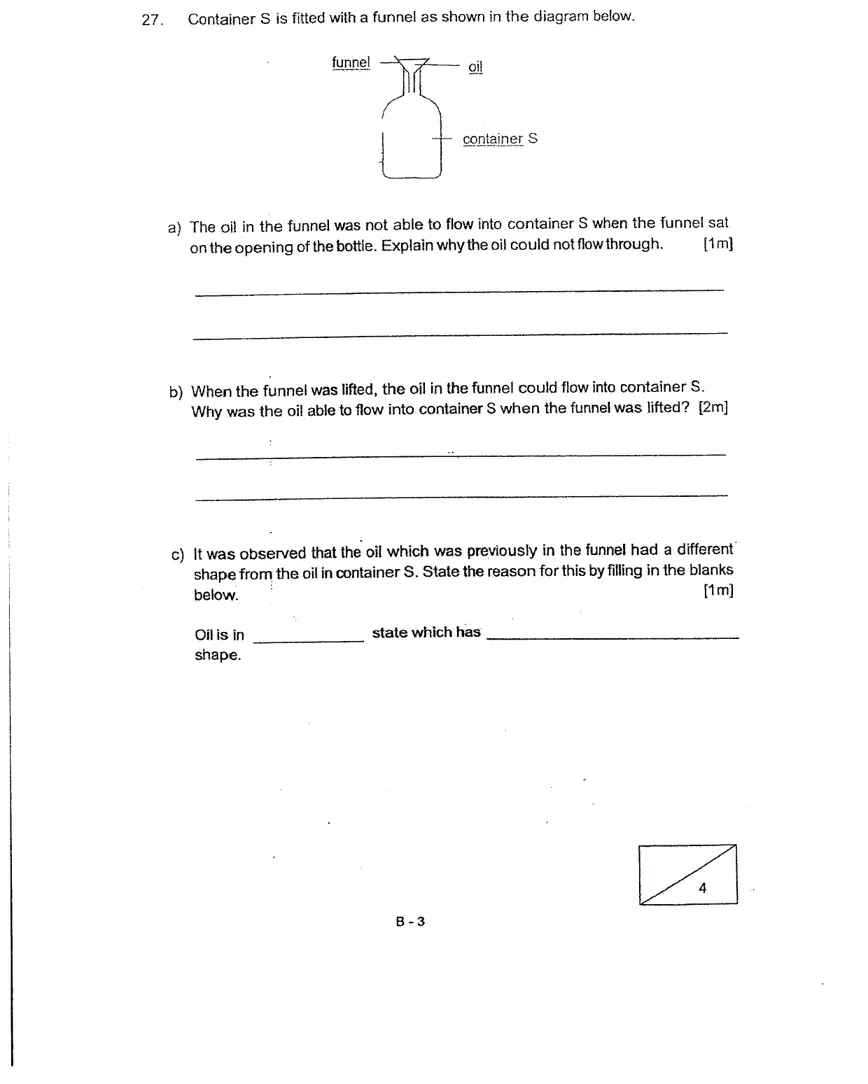 27. Container S is fitted with a funnel as shown in the diagram below.
funnel
oil
container S
a) The oil in the funnel was not able to flow into container S when the funnel sat
on the opening of the bottle. Explain why the oil could not flow through. [1m]
b) When the funnel was lifted, the oil in the funnel could flow into container S.
Why was the oil able to flow into container S when the funnel was lifted? [2m]
c) It was observed that the oil which was previously in the funnel had a different
shape from the oil in container S. State the reason for this by filling in the blanks
below. [1m]
Oil is in ____________ state which has ____________________________
shape.
4
B - 3